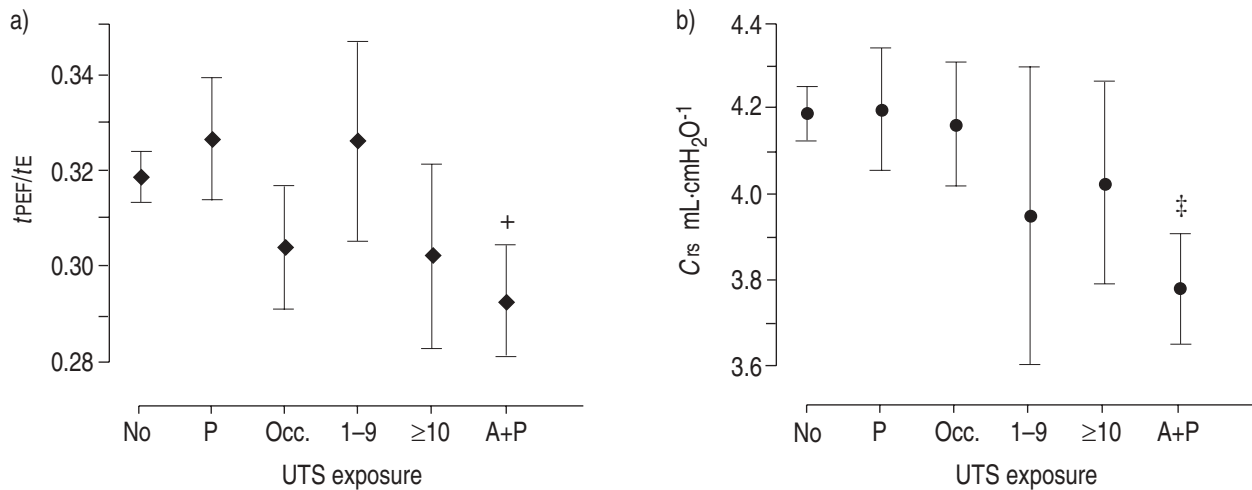 a)
tPEF/tE
0.34
0.32
0.30
0.28
+
No P Occ. 1–9 ≥10 A+P
UTS exposure
b)
Crs mL·cmH₂O⁻¹
4.4
4.2
4.0
3.8
3.6
‡
No P Occ. 1–9 ≥10 A+P
UTS exposure